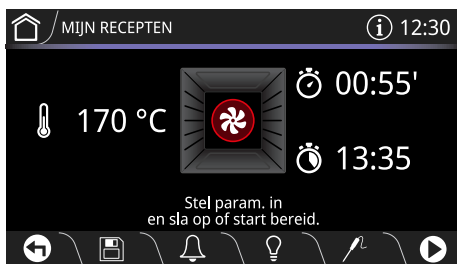 MIJN RECEPTEN
i 12:30
00:55'
170 °C
13:35
Stel param. in
en sla op of start bereid.